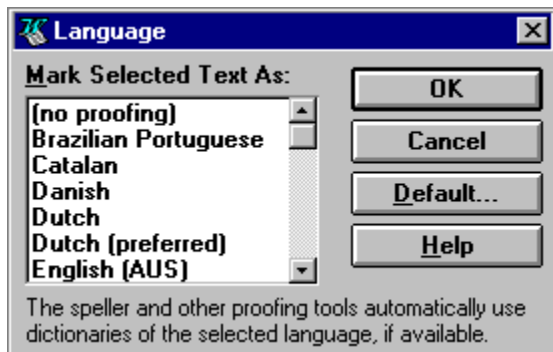 Language
Mark Selected Text As:
(no proofing)
Brazilian Portuguese
Catalan
Danish
Dutch
Dutch (preferred)
English (AUS)
OK
Cancel
Default...
Help
The speller and other proofing tools automatically use
dictionaries of the selected language, if available.